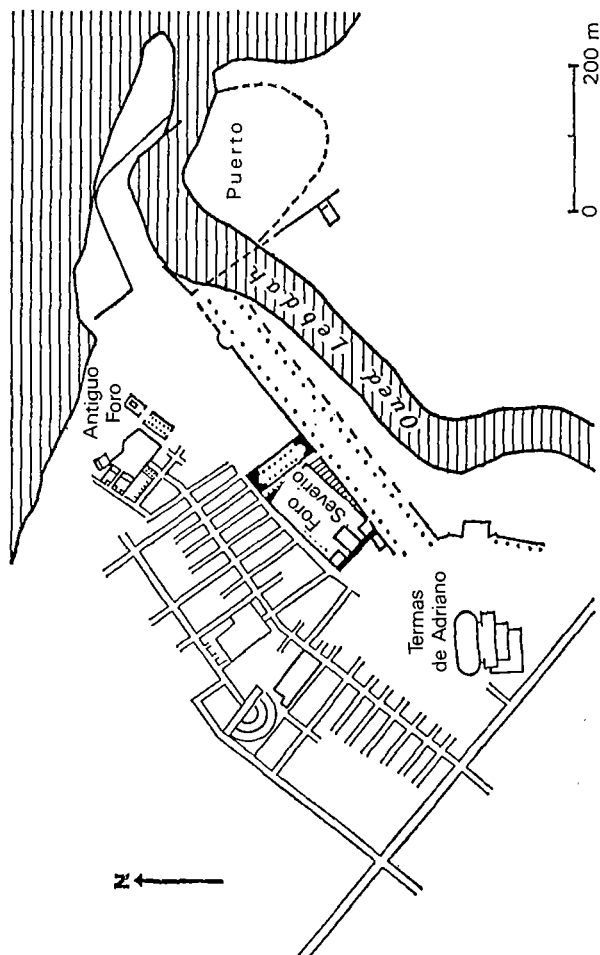 Puerto
Oued Lebdah
Antiguo
Foro
Foro
Severio
Termas
de Adriano
N
0 200 m